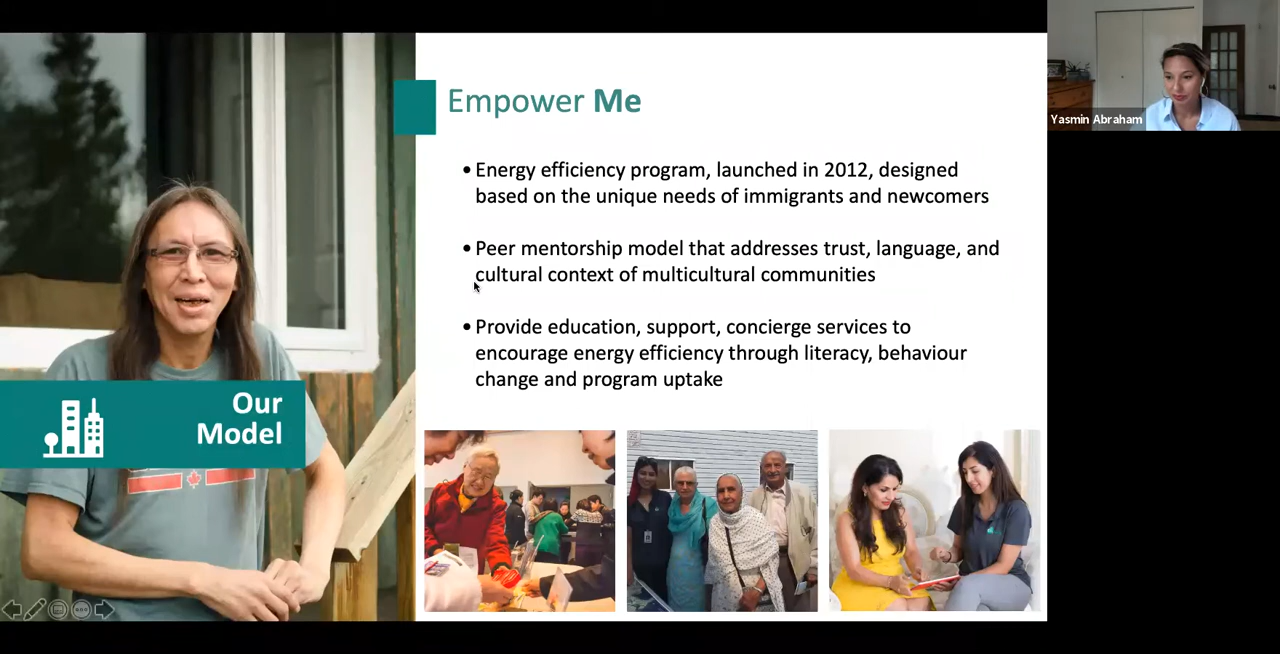 Empower Me
• Energy efficiency program, launched in 2012, designed
based on the unique needs of immigrants and newcomers
• Peer mentorship model that addresses trust, language, and
cultural context of multicultural communities
• Provide education, support, concierge services to
encourage energy efficiency through literacy, behaviour
change and program uptake
Our
Model
Yasmin Abraham